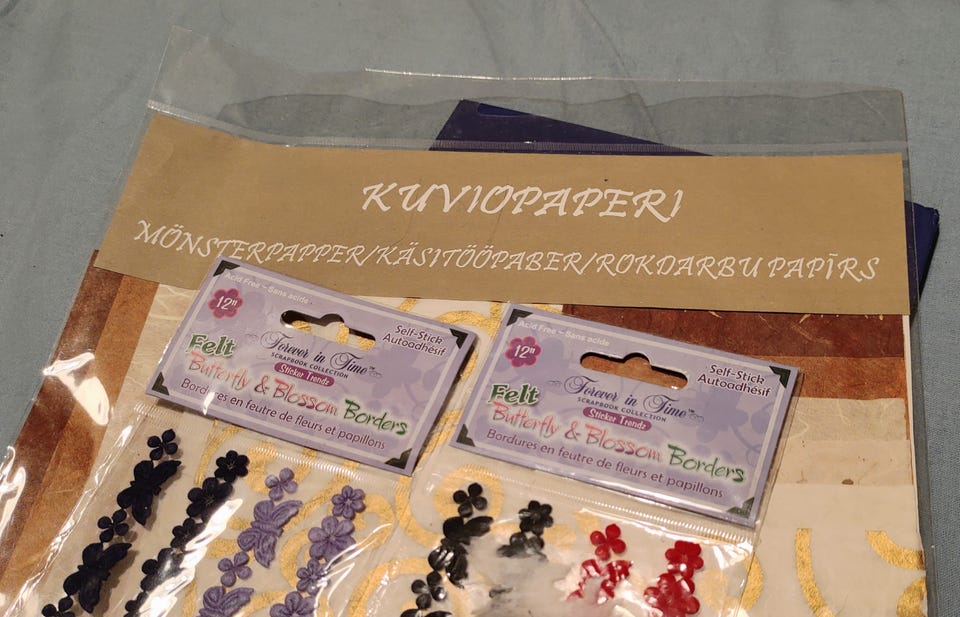 KUVIOPAPERI
MÖNSTERPAPPER/KÄSITÖÖPABER/ROKDARBU PAPĪRS
Acid Free – Sans acide
12"
Self-Stick
Autoadhésif
Forever in Time™
SCRAPBOOK COLLECTION
Sticker Trendz
Felt
Butterfly & Blossom Borders
Bordures en feutre de fleurs et papillons
Acid Free – Sans acide
12"
Self-Stick
Autoadhésif
Forever in Time™
SCRAPBOOK COLLECTION
Sticker Trendz
Felt
Butterfly & Blossom Borders
Bordures en feutre de fleurs et papillons